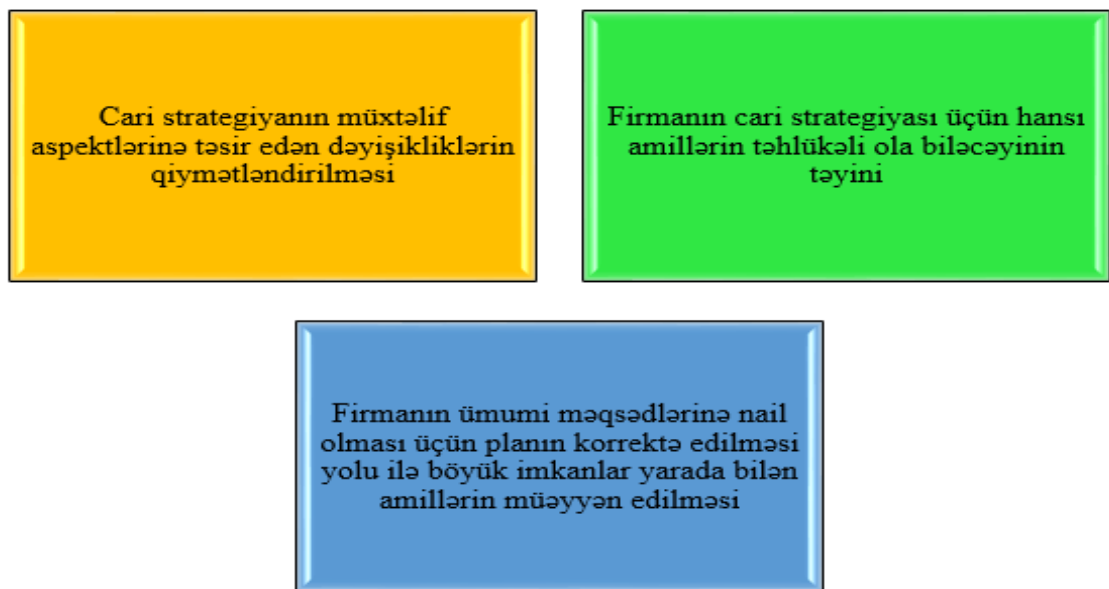 Cari strategiyanın müxtəlif
aspektlərinə təsir edən dəyişikliklərin
qiymətləndirilməsi
Firmanın cari strategiyası üçün hansı
amillərin təhlükəli ola biləcəyinin
təyini
Firmanın ümumi məqsədlərinə nail
olması üçün planın korrektə edilməsi
yolu ilə böyük imkanlar yarada bilən
amillərin müəyyən edilməsi